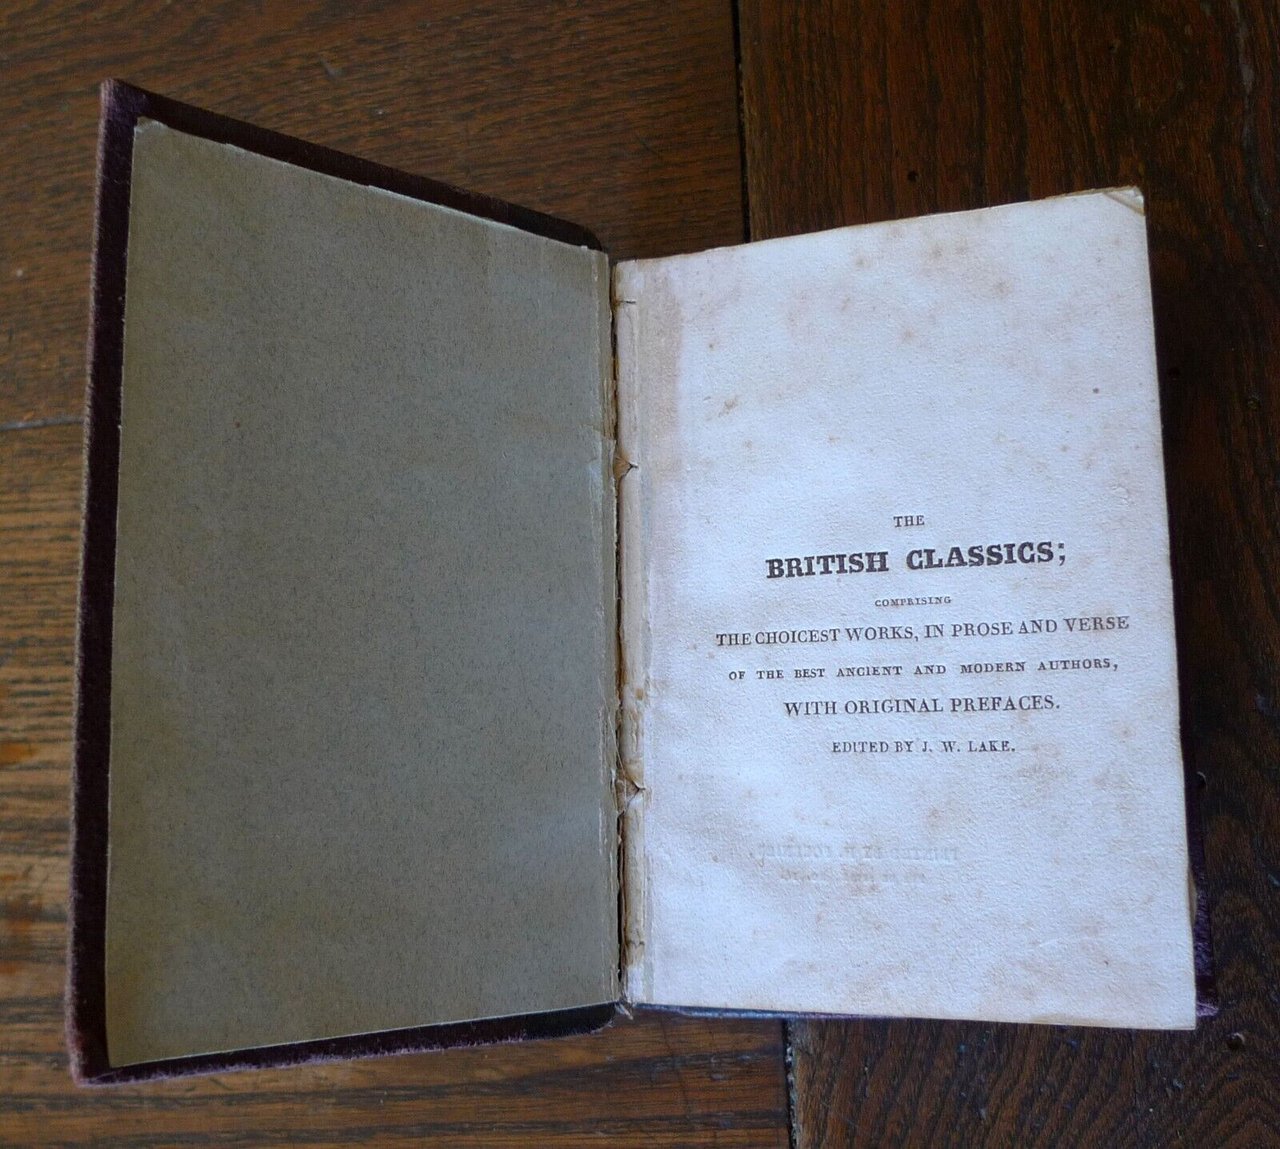 THE
BRITISH CLASSICS;
COMPRISING
THE CHOICEST WORKS, IN PROSE AND VERSE
OF THE BEST ANCIENT AND MODERN AUTHORS,
WITH ORIGINAL PREFACES.
EDITED BY J. W. LAKE.